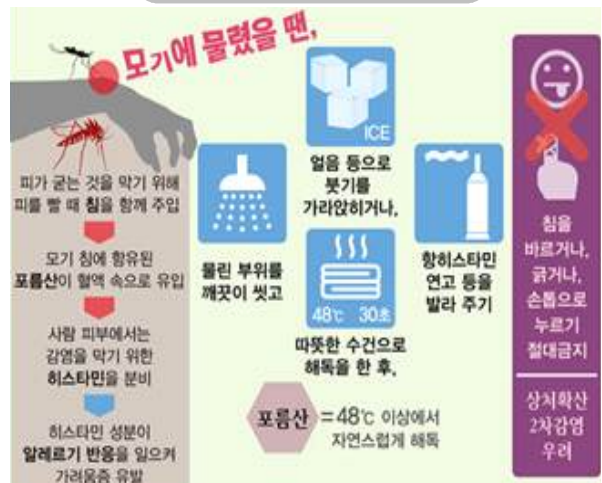 모기에 물렸을 땐,
피가 굳는 것을 막기 위해
피를 빨 때 침을 함께 주입
모기 침에 함유된
포름산이 혈액 속으로 유입
사람 피부에서는
감염을 막기 위한
히스타민을 분비
히스타민 성분이
알레르기 반응을 일으켜
가려움증 유발
물린 부위를
깨끗이 씻고
ICE
얼음 등으로
붓기를
가라앉히거나,
48℃ 30초
따뜻한 수건으로
해독을 한 후,
항히스타민
연고 등을
발라 주기
포름산 =48℃ 이상에서
자연스럽게 해독
침을
바르거나,
긁거나,
손톱으로
누르기
절대금지
상처확산
2차감염
우려